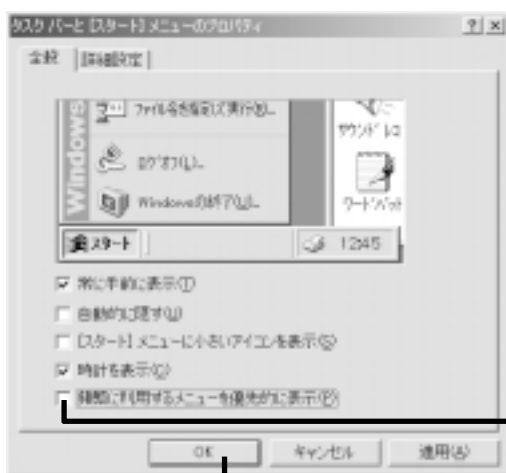 タスク バーと [スタート] メニューのプロパティ
全般
詳細設定
Windows
ファイル名を指定して実行(R)...
ログオフ(L)...
Windowsの終了(U)...
サウンド レコ
ワードパッド
スタート
12:45
常に手前に表示(T)
自動的に隠す(U)
[スタート] メニューに小さいアイコンを表示(S)
時計を表示(C)
頻繁に利用するメニューを優先的に表示(P)
OK
キャンセル
適用(A)